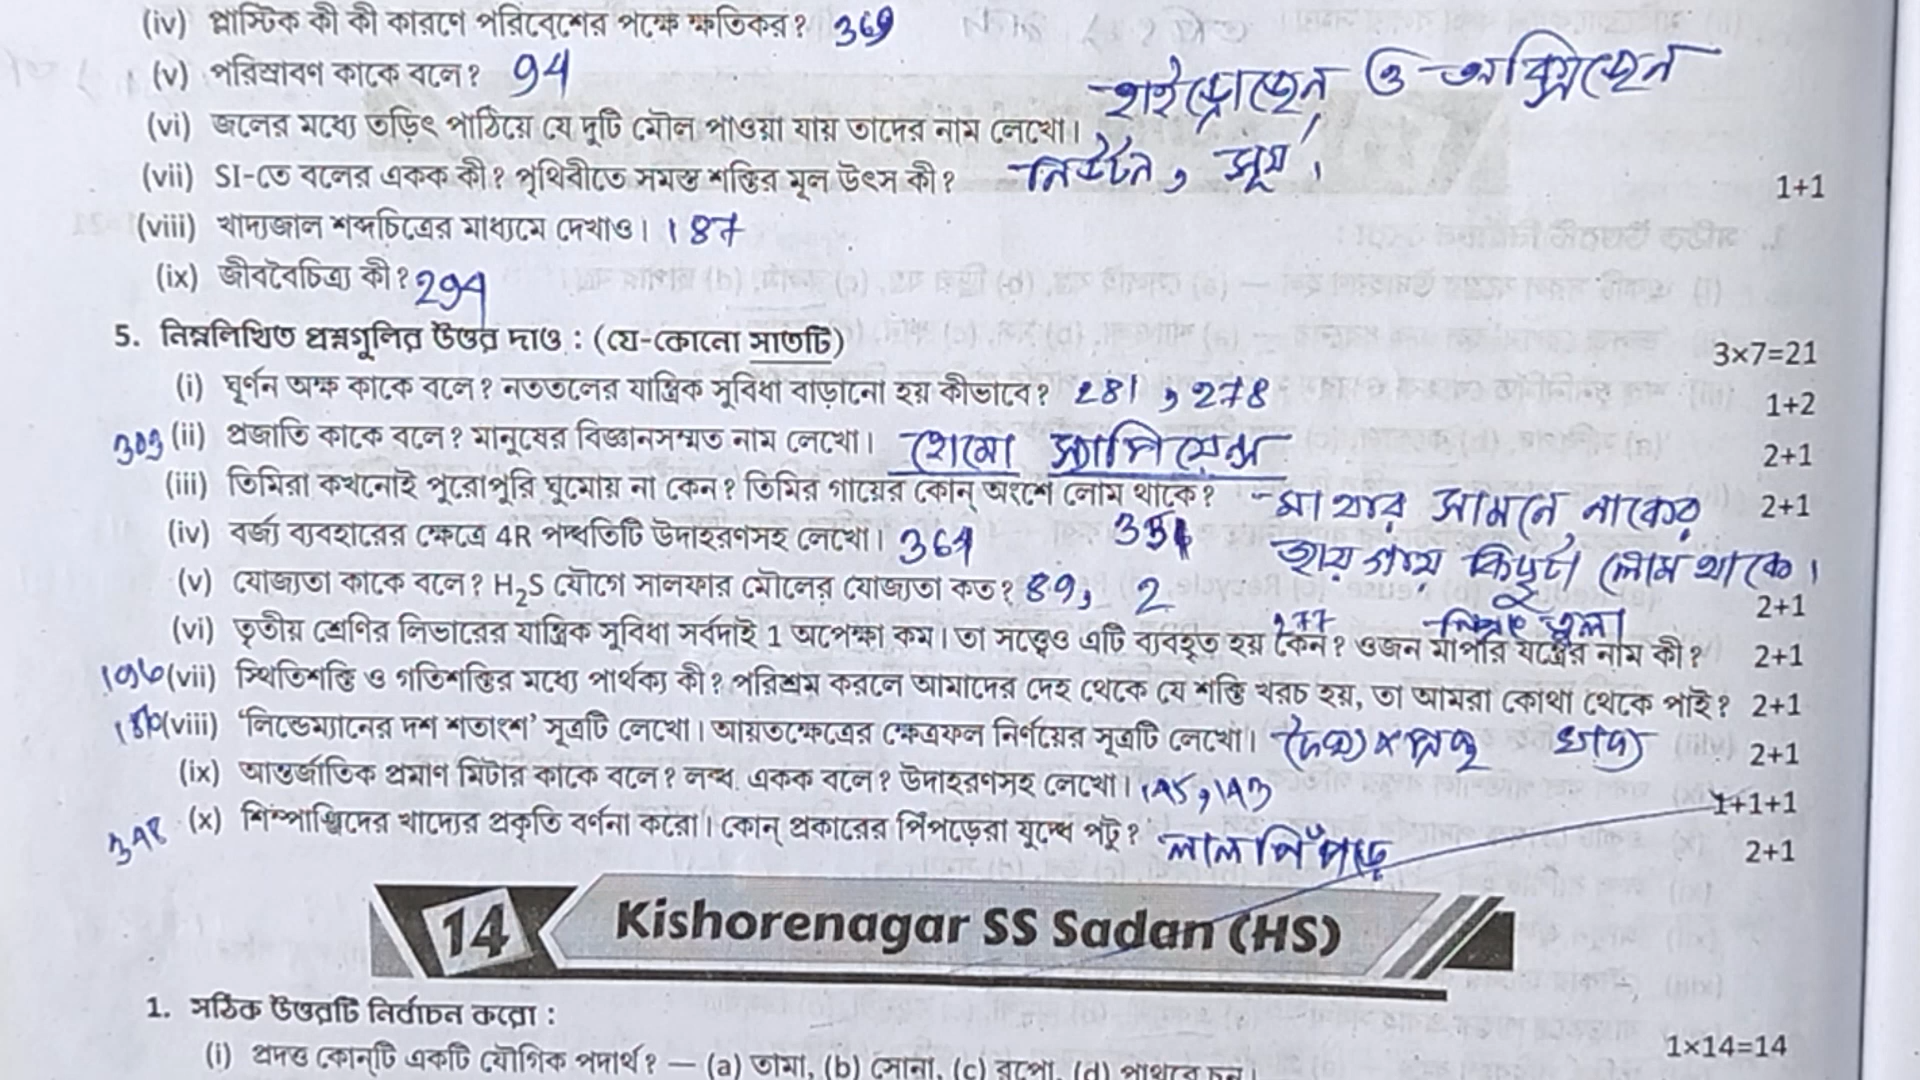 (iv) প্লাস্টিক কী কী কারণে পরিবেশের পক্ষে ক্ষতিকর? 369
(v) পরিস্রাবণ কাকে বলে? 94
হাইড্রোজেন ও অক্সিজেন
(vi) জলের মধ্যে তড়িৎ পাঠিয়ে যে দুটি মৌল পাওয়া যায় তাদের নাম লেখো।
(vii) SI-তে বলের একক কী? পৃথিবীতে সমস্ত শক্তির মূল উৎস কী? নিউটন, সূর্য। 1+1
(viii) খাদ্যজাল শব্দচিত্রের মাধ্যমে দেখাও। 187
(ix) জীববৈচিত্র্য কী? 294
5. নিম্নলিখিত প্রশ্নগুলির উত্তর দাও : (যে-কোনো সাতটি) 3×7=21
(i) ঘূর্ণন অক্ষ কাকে বলে? নততলের যান্ত্রিক সুবিধা বাড়ানো হয় কীভাবে? 281, 278 1+2
303 (ii) প্রজাতি কাকে বলে? মানুষের বিজ্ঞানসম্মত নাম লেখো। হোমো স্যাপিয়েন্স 2+1
(iii) তিমিরা কখনোই পুরোপুরি ঘুমোয় না কেন? তিমির গায়ের কোন্ অংশে লোম থাকে? মাথার সামনে, নাকের 2+1
(iv) বর্জ্য ব্যবহারের ক্ষেত্রে 4R পদ্ধতিটি উদাহরণসহ লেখো। 364 জায়গায় কিছুটা লোম থাকে।
(v) যোজ্যতা কাকে বলে? H₂S যৌগে সালফার মৌলের যোজ্যতা কত? 89, 2 2+1
277 স্প্রিং তুলা
(vi) তৃতীয় শ্রেণির লিভারের যান্ত্রিক সুবিধা সর্বদাই 1 অপেক্ষা কম। তা সত্ত্বেও এটি ব্যবহৃত হয় কেন? ওজন মাপার যন্ত্রের নাম কী? 2+1
196 (vii) স্থিতিশক্তি ও গতিশক্তির মধ্যে পার্থক্য কী? পরিশ্রম করলে আমাদের দেহ থেকে যে শক্তি খরচ হয়, তা আমরা কোথা থেকে পাই? 2+1
(viii) 'লিন্ডেম্যানের দশ শতাংশ' সূত্রটি লেখো। আয়তক্ষেত্রের ক্ষেত্রফল নির্ণয়ের সূত্রটি লেখো। দৈর্ঘ্য × প্রস্থ খাদ্য 2+1
(ix) আন্তর্জাতিক প্রমাণ মিটার কাকে বলে? লব্ধ একক বলে? উদাহরণসহ লেখো। 145, 143 1+1+1
348 (x) শিম্পাঞ্জিদের খাদ্যের প্রকৃতি বর্ণনা করো। কোন্ প্রকারের পিঁপড়েরা যুদ্ধে পটু? লাল পিঁপড়ে 2+1
14 Kishorenagar SS Sadan (HS)
1. সঠিক উত্তরটি নির্বাচন করো : 1×14=14
(i) প্রদত্ত কোন্‌টি একটি যৌগিক পদার্থ? — (a) তামা, (b) সোনা, (c) রুপো, (d) পাথুরে চুন।